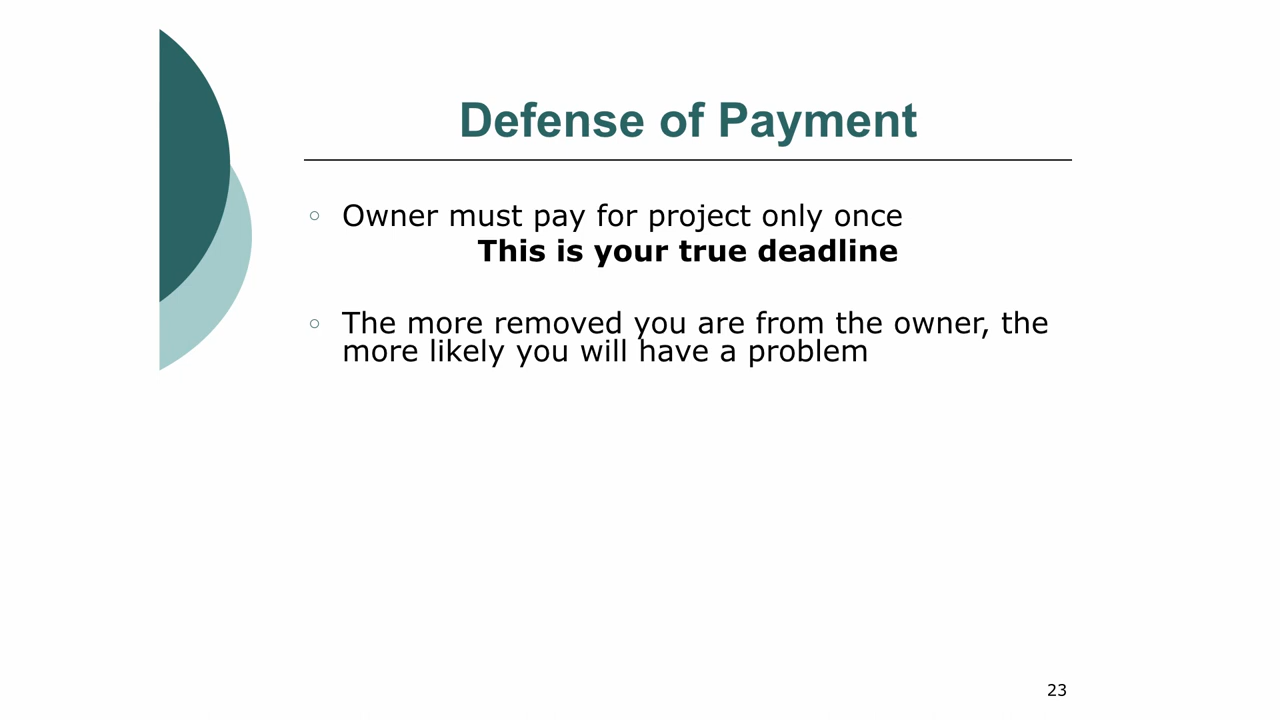 Defense of Payment
Owner must pay for project only once
This is your true deadline
The more removed you are from the owner, the
more likely you will have a problem
23